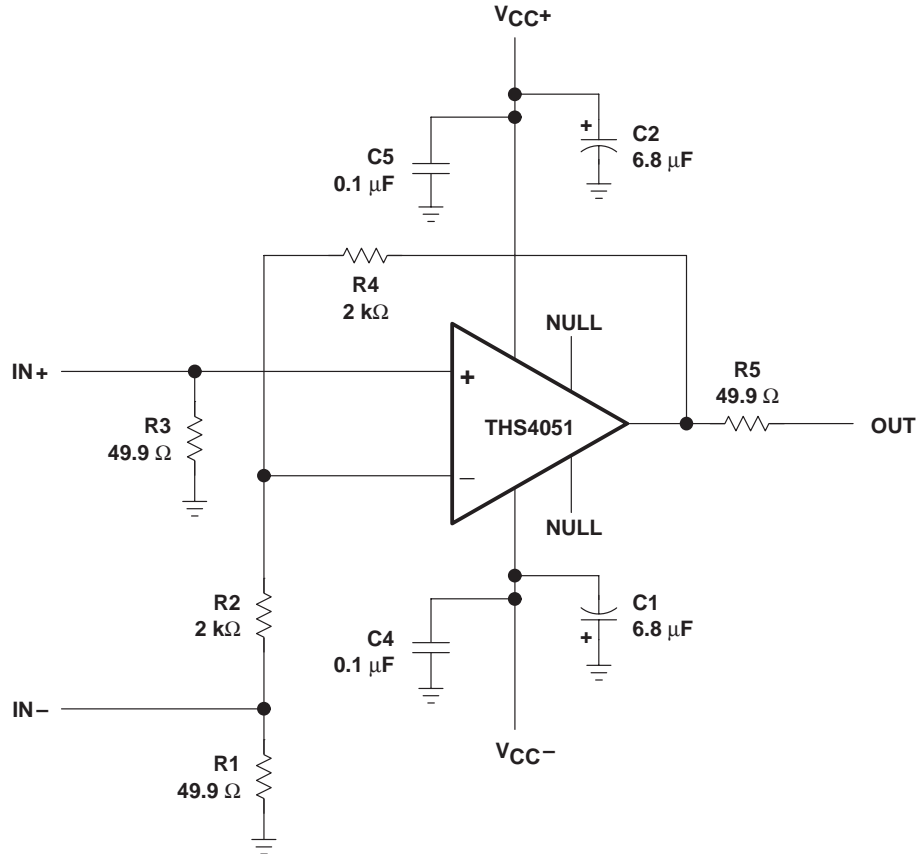 VCC+
C5
0.1 μF
+
C2
6.8 μF
R4
2 kΩ
NULL
IN+
R3
49.9 Ω
+
THS4051
−
R5
49.9 Ω
OUT
NULL
R2
2 kΩ
C4
0.1 μF
C1
6.8 μF
+
IN−
VCC−
R1
49.9 Ω